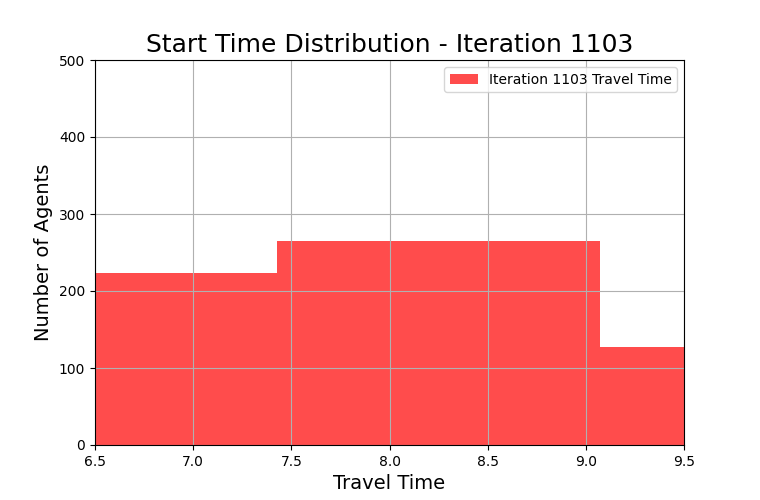 Start Time Distribution - Iteration 1103
Iteration 1103 Travel Time
Number of Agents
500
400
300
200
100
0
6.5 7.0 7.5 8.0 8.5 9.0 9.5
Travel Time